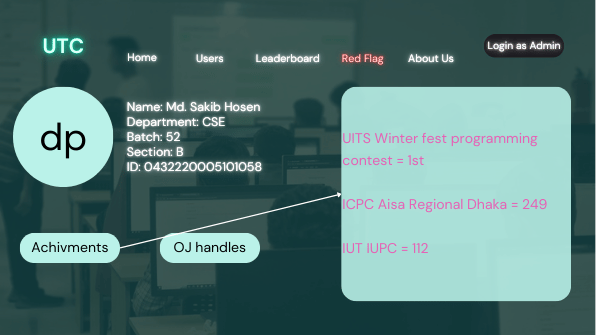 UTC
Home
Users
Leaderboard
Red Flag
About Us
Login as Admin
dp
Name: Md. Sakib Hosen
Department: CSE
Batch: 52
Section: B
ID: 0432220005101058
Achivments
OJ handles
UITS Winter fest programming
contest = 1st
ICPC Aisa Regional Dhaka = 249
IUT IUPC = 112